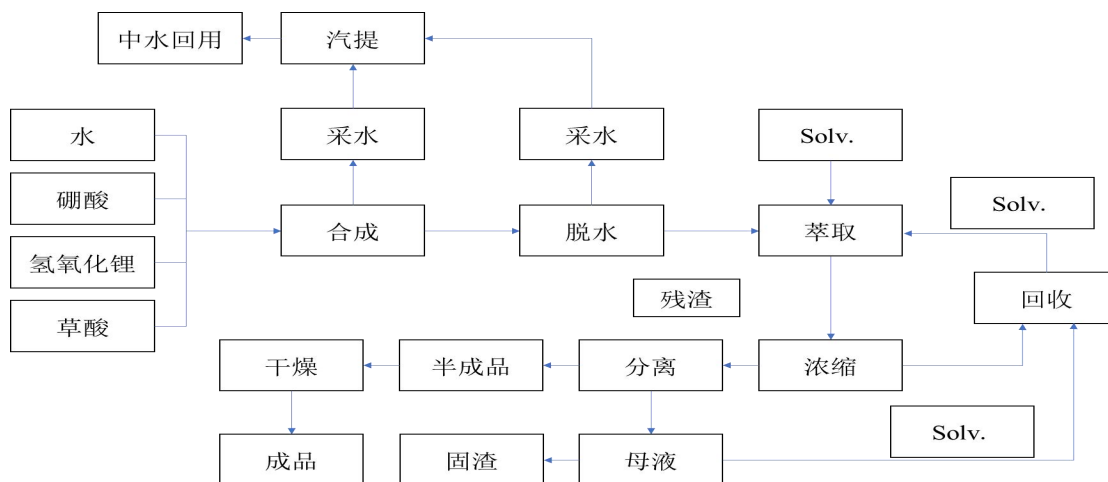 中水回用
汽提
水
采水
采水
Solv.
硼酸
Solv.
合成
脱水
萃取
氢氧化锂
残渣
回收
草酸
干燥
半成品
分离
浓缩
Solv.
成品
固渣
母液